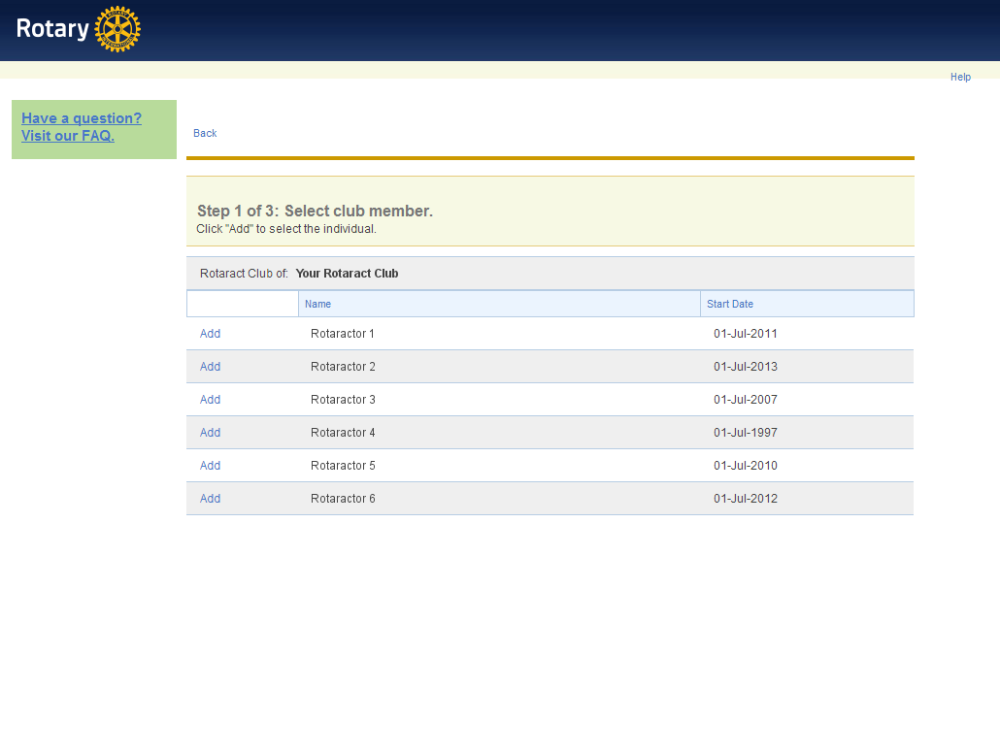 Rotary
Help
Have a question?
Visit our FAQ.
Back
Step 1 of 3: Select club member.
Click "Add" to select the individual.
Rotaract Club of: Your Rotaract Club
Name Start Date
Add Rotaractor 1 01-Jul-2011
Add Rotaractor 2 01-Jul-2013
Add Rotaractor 3 01-Jul-2007
Add Rotaractor 4 01-Jul-1997
Add Rotaractor 5 01-Jul-2010
Add Rotaractor 6 01-Jul-2012